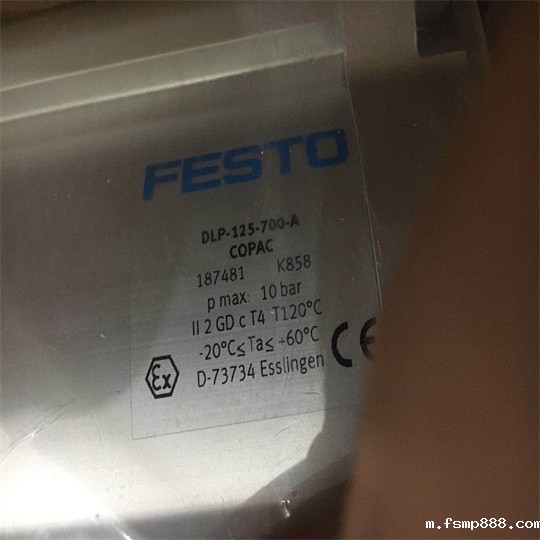 FESTO
DLP-125-700-A
COPAC
187481 K858
p max: 10 bar
II 2 GD c T4 T120°C
-20°C≤Ta≤+60°C
Ex
CE
D-73734 Esslingen
m.fsmp888.com